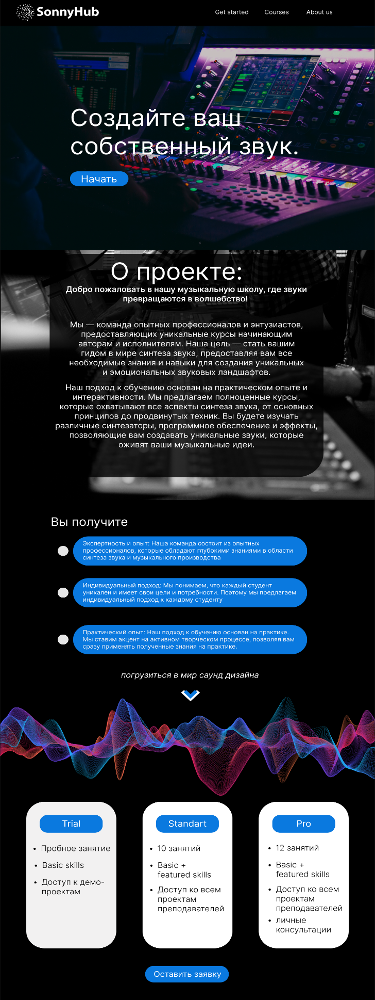 SonnyHub
Get started Courses About us
Создайте ваш
собственный звук.
Начать
О проекте:
Добро пожаловать в нашу музыкальную школу, где звуки
превращаются в волшебство!
Мы — команда опытных профессионалов и энтузиастов,
предоставляющих уникальные курсы начинающим
авторам и исполнителям. Наша цель — стать вашим
гидом в мире синтеза звука, предоставляя вам все
необходимые знания и навыки для создания уникальных
и эмоциональных звуковых ландшафтов.
Наш подход к обучению основан на практическом опыте и
интерактивности. Мы предлагаем полноценные курсы,
которые охватывают все аспекты синтеза звука, от основных
принципов до продвинутых техник. Вы будете изучать
различные синтезаторы, программное обеспечение и эффекты,
позволяющие вам создавать уникальные звуки, которые
оживят ваши музыкальные идеи.
Вы получите
Экспертность и опыт: Наша команда состоит из опытных
профессионалов, которые обладают глубокими знаниями в области
синтеза звука и музыкального производства
Индивидуальный подход: Мы понимаем, что каждый студент
уникален и имеет свои цели и потребности. Поэтому мы предлагаем
индивидуальный подход к каждому студенту
Практический опыт: Наш подход к обучению основан на практике.
Мы ставим акцент на активном творческом процессе, позволяя вам
сразу применять полученные знания на практике.
погрузиться в мир саунд дизайна
Trial
• Пробное занятие
• Basic skills
• Доступ к демо-
проектам
Standart
• 10 занятий
• Basic +
featured skills
• Доступ ко всем
проектам
преподавателей
Pro
• 12 занятий
• Basic +
featured skills
• Доступ ко всем
проектам
преподавателей
• личные
консультации
Оставить заявку